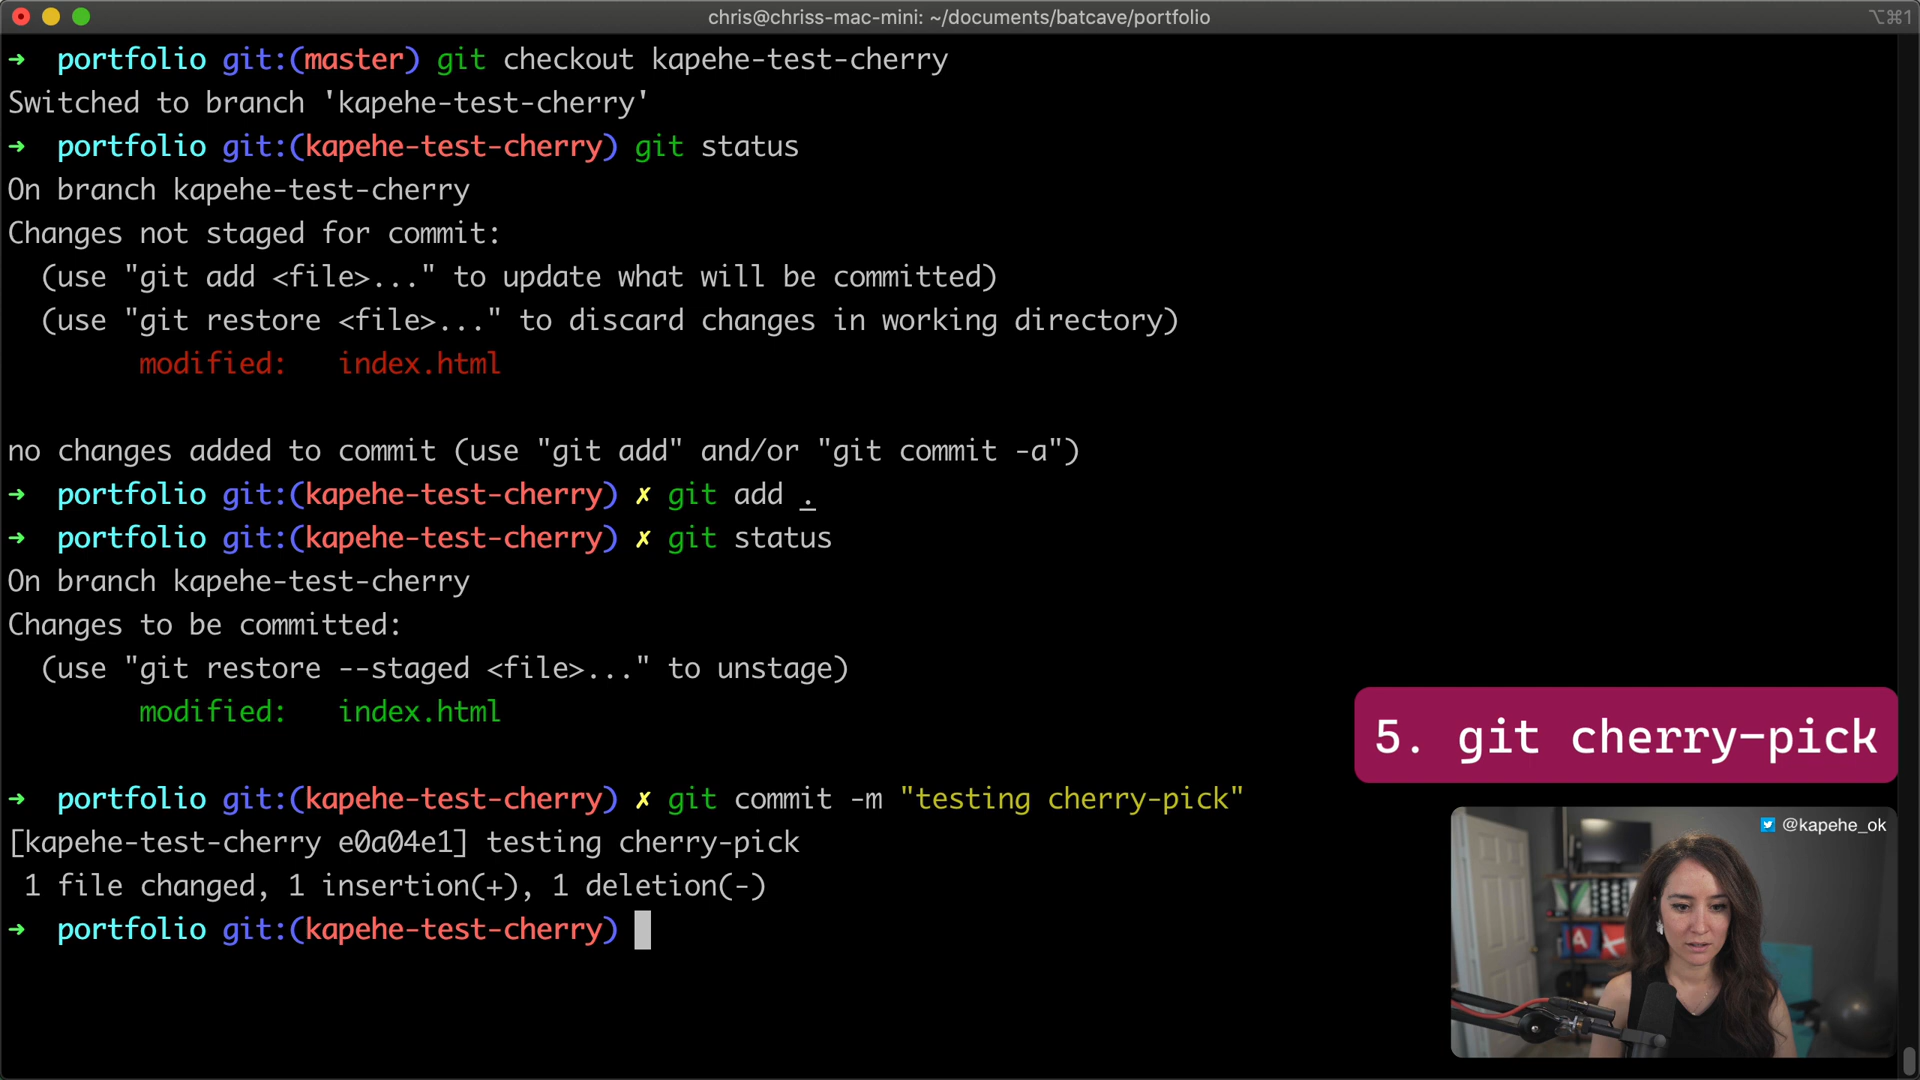 chris@chriss-mac-mini: ~/documents/batcave/portfolio
⌥⌘1
➜  portfolio git:(master) git checkout kapehe-test-cherry
Switched to branch 'kapehe-test-cherry'
➜  portfolio git:(kapehe-test-cherry) git status
On branch kapehe-test-cherry
Changes not staged for commit:
  (use "git add <file>..." to update what will be committed)
  (use "git restore <file>..." to discard changes in working directory)
        modified:   index.html
no changes added to commit (use "git add" and/or "git commit -a")
➜  portfolio git:(kapehe-test-cherry) ✗ git add .
➜  portfolio git:(kapehe-test-cherry) ✗ git status
On branch kapehe-test-cherry
Changes to be committed:
  (use "git restore --staged <file>..." to unstage)
        modified:   index.html
➜  portfolio git:(kapehe-test-cherry) ✗ git commit -m "testing cherry-pick"
[kapehe-test-cherry e0a04e1] testing cherry-pick
 1 file changed, 1 insertion(+), 1 deletion(-)
➜  portfolio git:(kapehe-test-cherry)
5. git cherry-pick
@kapehe_ok